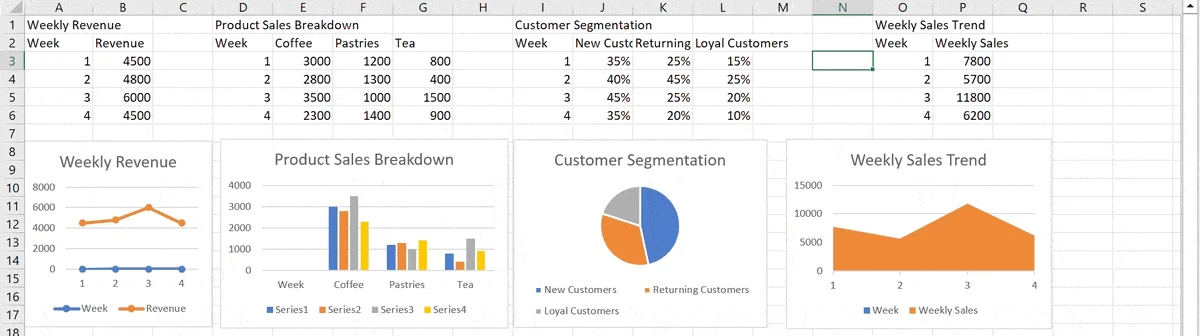 A B C D E F G H I J K L M N O P Q R S
1 Weekly Revenue Product Sales Breakdown Customer Segmentation Weekly Sales Trend
2 Week Revenue Week Coffee Pastries Tea Week New Custo Returning Loyal Customers Week Weekly Sales
3 1 4500 1 3000 1200 800 1 35% 25% 15% 1 7800
4 2 4800 2 2800 1300 400 2 40% 45% 25% 2 5700
5 3 6000 3 3500 1000 1500 3 45% 25% 20% 3 11800
6 4 4500 4 2300 1400 900 4 35% 20% 10% 4 6200
7
8
9
10
11
12
13
14
15
16
17
18
Weekly Revenue
8000
6000
4000
2000
0
1 2 3 4
Week Revenue
Product Sales Breakdown
4000
3000
2000
1000
0
Week Coffee Pastries Tea
Series1 Series2 Series3 Series4
Customer Segmentation
New Customers Returning Customers
Loyal Customers
Weekly Sales Trend
15000
10000
5000
0
1 2 3 4
Week Weekly Sales